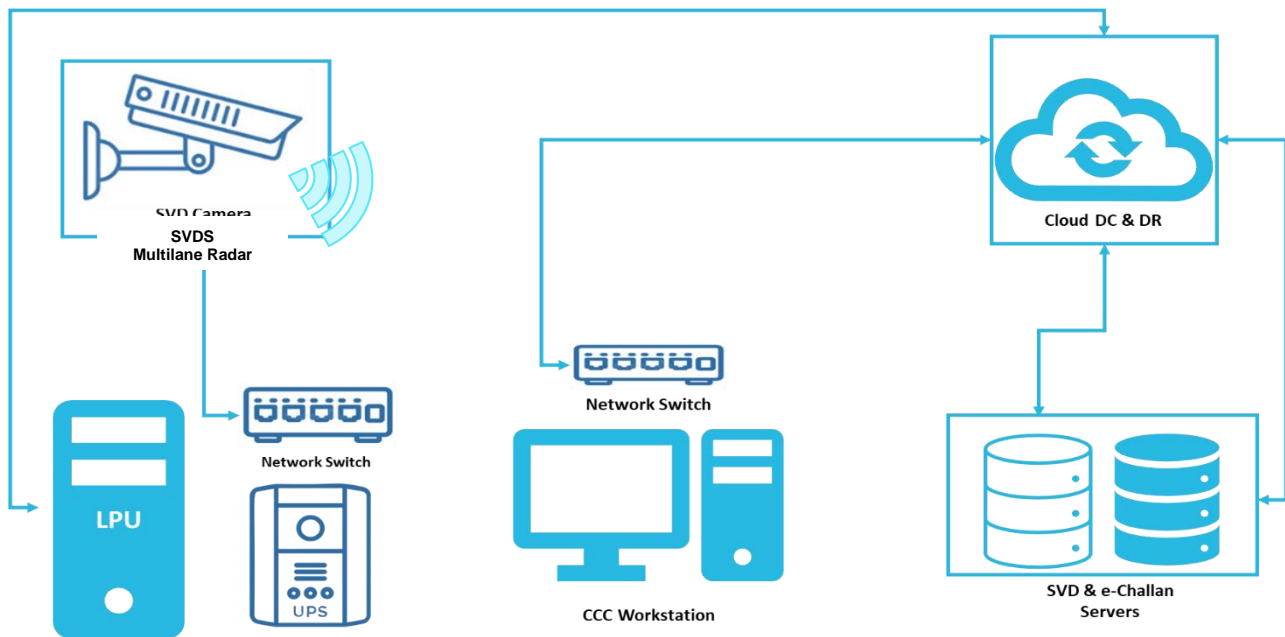 SVD Camera
SVDS
Multilane Radar
Cloud DC & DR
Network Switch
Network Switch
LPU
UPS
CCC Workstation
SVD & e-Challan
Servers